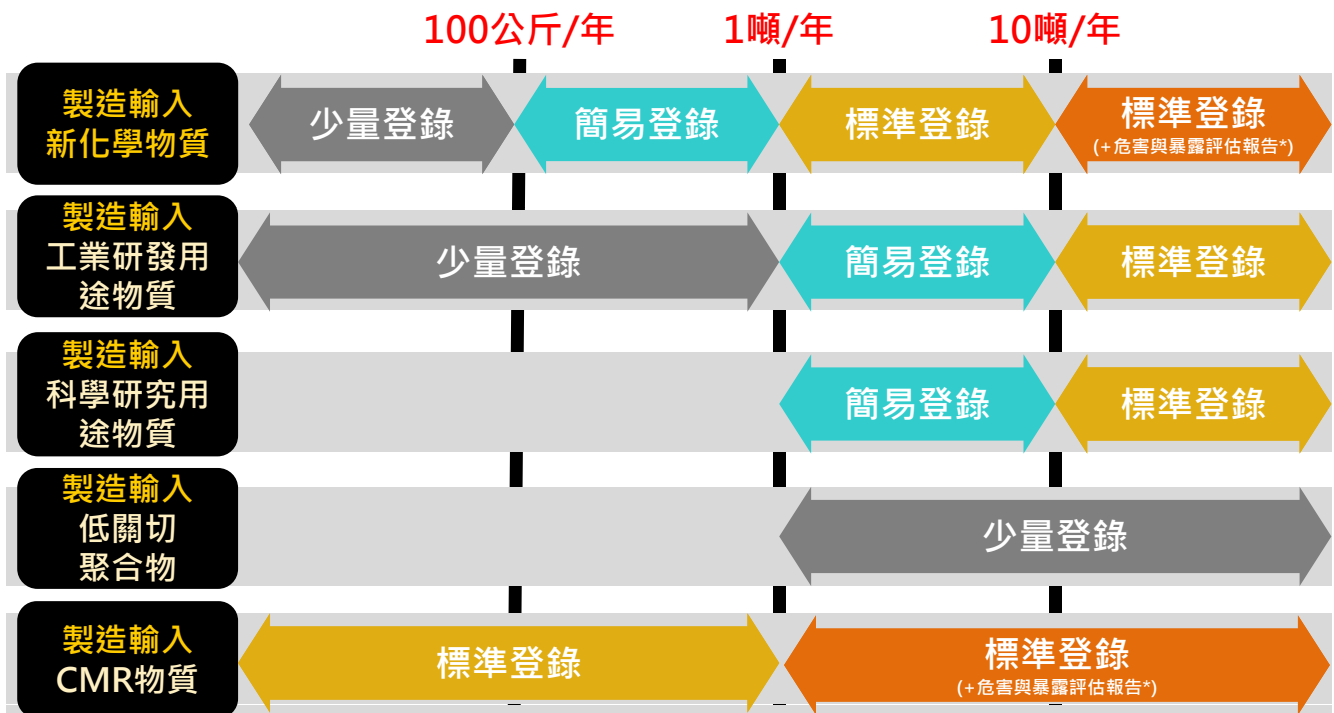 100公斤/年 1噸/年 10噸/年
製造輸入
新化學物質
少量登錄
簡易登錄
標準登錄
標準登錄
(+危害與暴露評估報告*)
製造輸入
工業研發用
途物質
少量登錄
簡易登錄
標準登錄
製造輸入
科學研究用
途物質
簡易登錄
標準登錄
製造輸入
低關切
聚合物
少量登錄
製造輸入
CMR物質
標準登錄
標準登錄
(+危害與暴露評估報告*)